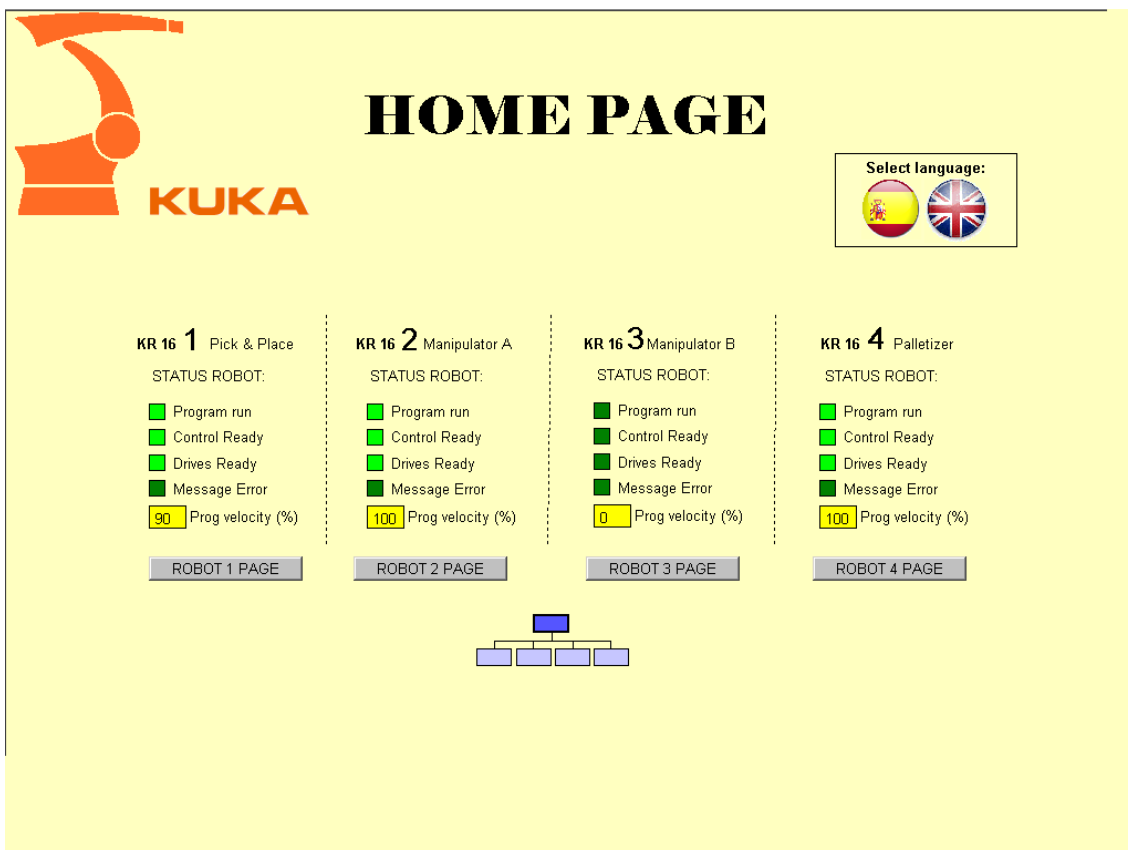 HOME PAGE
KUKA
Select language:
KR 16 1 Pick & Place
STATUS ROBOT:
Program run
Control Ready
Drives Ready
Message Error
90 Prog velocity (%)
ROBOT 1 PAGE
KR 16 2 Manipulator A
STATUS ROBOT:
Program run
Control Ready
Drives Ready
Message Error
100 Prog velocity (%)
ROBOT 2 PAGE
KR 16 3 Manipulator B
STATUS ROBOT:
Program run
Control Ready
Drives Ready
Message Error
0 Prog velocity (%)
ROBOT 3 PAGE
KR 16 4 Palletizer
STATUS ROBOT:
Program run
Control Ready
Drives Ready
Message Error
100 Prog velocity (%)
ROBOT 4 PAGE